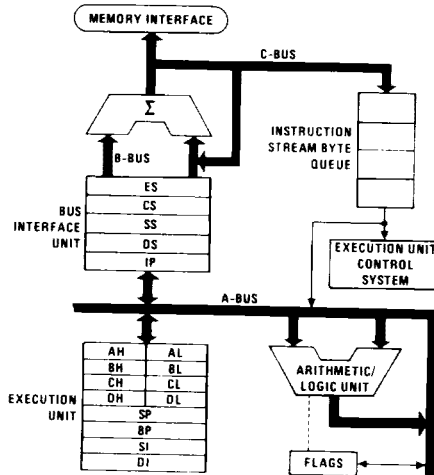 MEMORY INTERFACE
C-BUS
Σ
B-BUS
INSTRUCTION
STREAM BYTE
QUEUE
ES
CS
SS
DS
IP
BUS
INTERFACE
UNIT
EXECUTION UNIT
CONTROL
SYSTEM
A-BUS
AH AL
BH BL
CH CL
DH DL
SP
BP
SI
DI
EXECUTION
UNIT
ARITHMETIC/
LOGIC UNIT
FLAGS